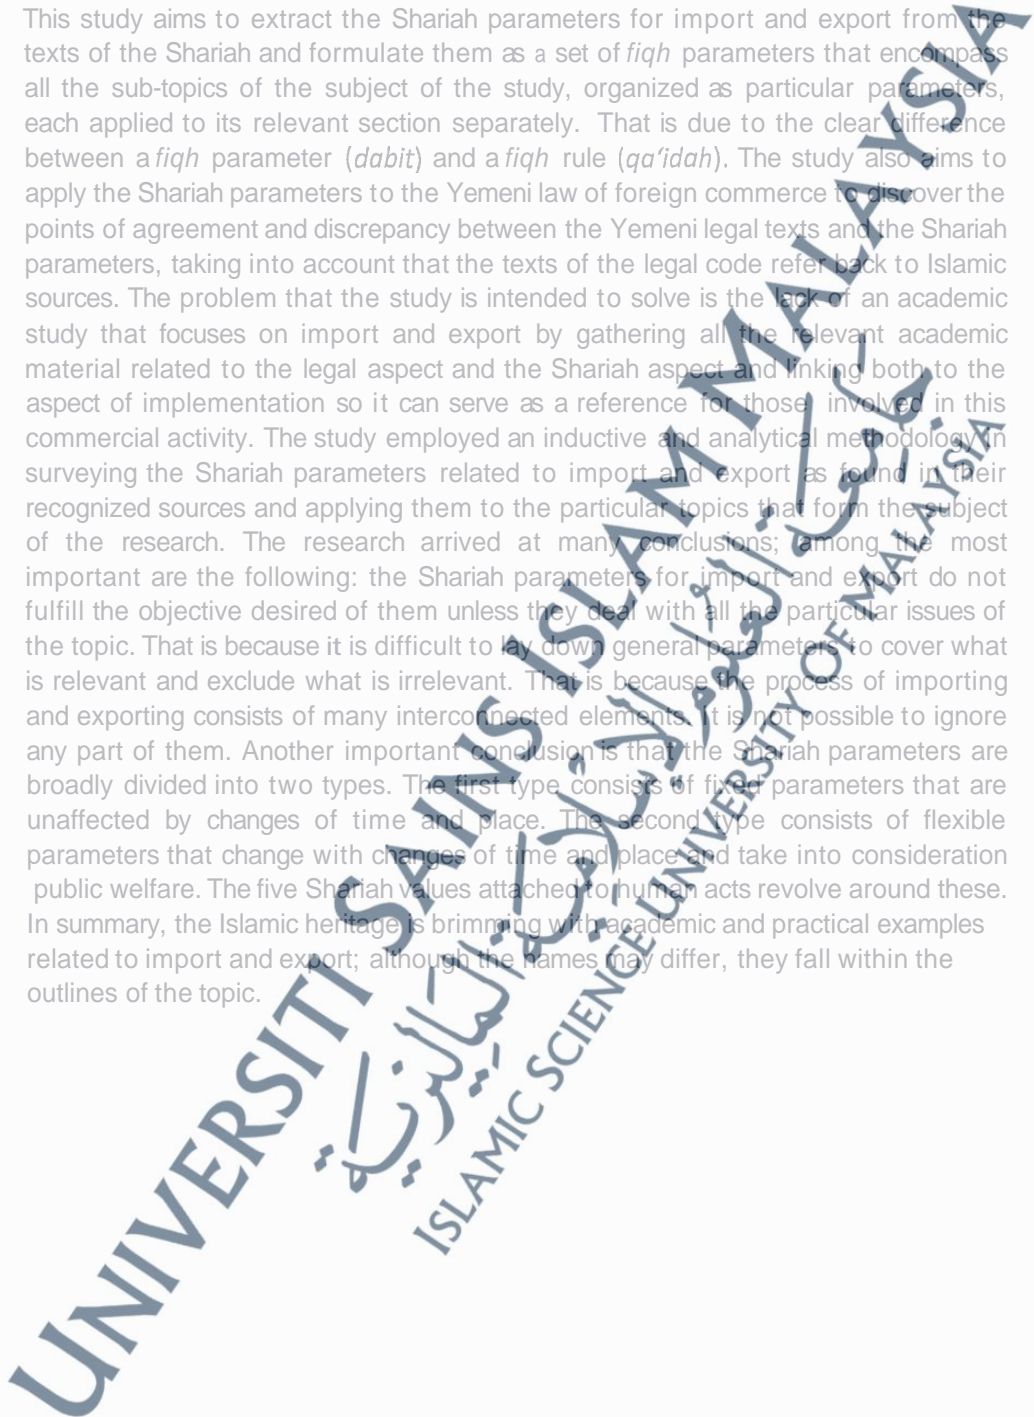 This study aims to extract the Shariah parameters for import and export from the
texts of the Shariah and formulate them as a set of fiqh parameters that encompass
all the sub-topics of the subject of the study, organized as particular parameters,
each applied to its relevant section separately. That is due to the clear difference
between a fiqh parameter (dabit) and a fiqh rule (qa‘idah). The study also aims to
apply the Shariah parameters to the Yemeni law of foreign commerce to discover the
points of agreement and discrepancy between the Yemeni legal texts and the Shariah
parameters, taking into account that the texts of the legal code refer back to Islamic
sources. The problem that the study is intended to solve is the lack of an academic
study that focuses on import and export by gathering all the relevant academic
material related to the legal aspect and the Shariah aspect and linking both to the
aspect of implementation so it can serve as a reference for those involved in this
commercial activity. The study employed an inductive and analytical methodology in
surveying the Shariah parameters related to import and export as found in their
recognized sources and applying them to the particular topics that form the subject
of the research. The research arrived at many conclusions; among the most
important are the following: the Shariah parameters for import and export do not
fulfill the objective desired of them unless they deal with all the particular issues of
the topic. That is because it is difficult to lay down general parameters to cover what
is relevant and exclude what is irrelevant. That is because the process of importing
and exporting consists of many interconnected elements. It is not possible to ignore
any part of them. Another important conclusion is that the Shariah parameters are
broadly divided into two types. The first type consists of fixed parameters that are
unaffected by changes of time and place. The second type consists of flexible
parameters that change with changes of time and place and take into consideration
public welfare. The five Shariah values attached to human acts revolve around these.
In summary, the Islamic heritage is brimming with academic and practical examples
related to import and export; although the names may differ, they fall within the
outlines of the topic.
UNIVERSITI SAINS ISLAM MALAYSIA
جامعة العلوم الإسلامية الماليزية
ISLAMIC SCIENCE UNIVERSITY OF MALAYSIA